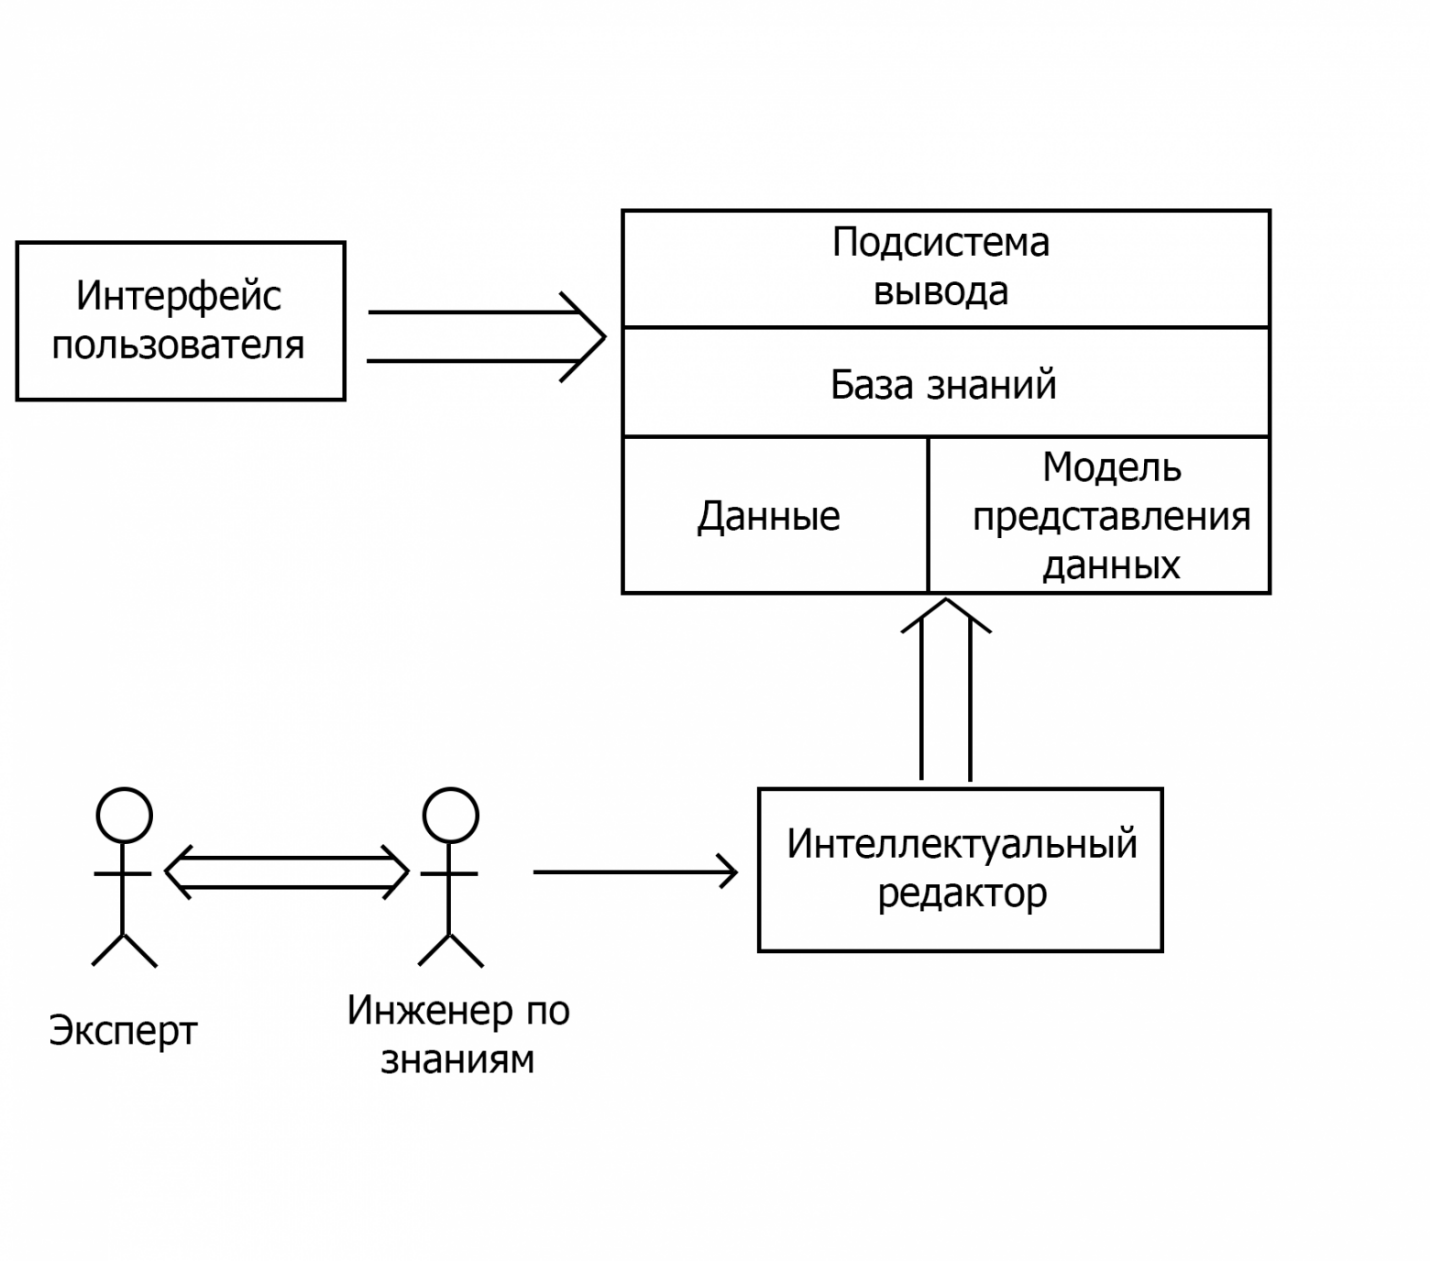 Интерфейс
пользователя
Подсистема
вывода
База знаний
Данные
Модель
представления
данных
Интеллектуальный
редактор
Эксперт
Инженер по
знаниям